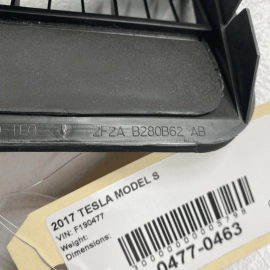 2F2A B280B62 AB
2017 TESLA MODEL S
VIN: F190477
Weight:
Dimensions:
0477-0463